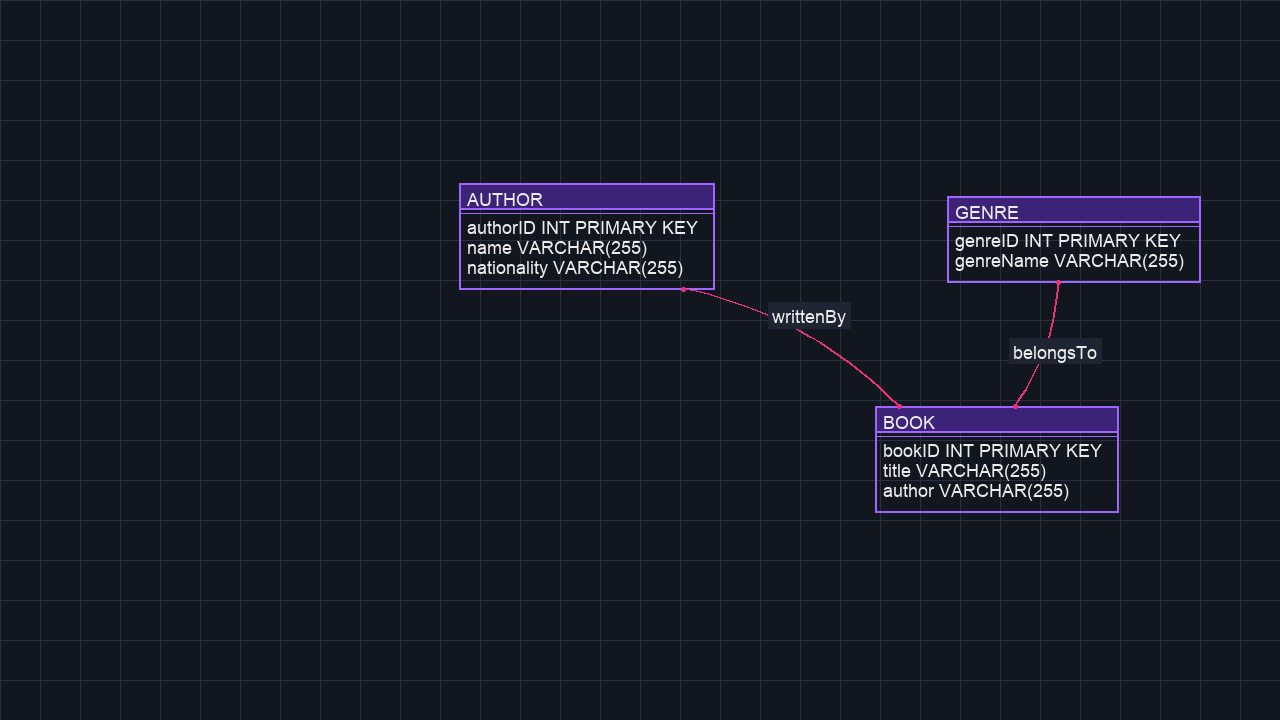 AUTHOR
authorID INT PRIMARY KEY
name VARCHAR(255)
nationality VARCHAR(255)
GENRE
genreID INT PRIMARY KEY
genreName VARCHAR(255)
writtenBy
belongsTo
BOOK
bookID INT PRIMARY KEY
title VARCHAR(255)
author VARCHAR(255)